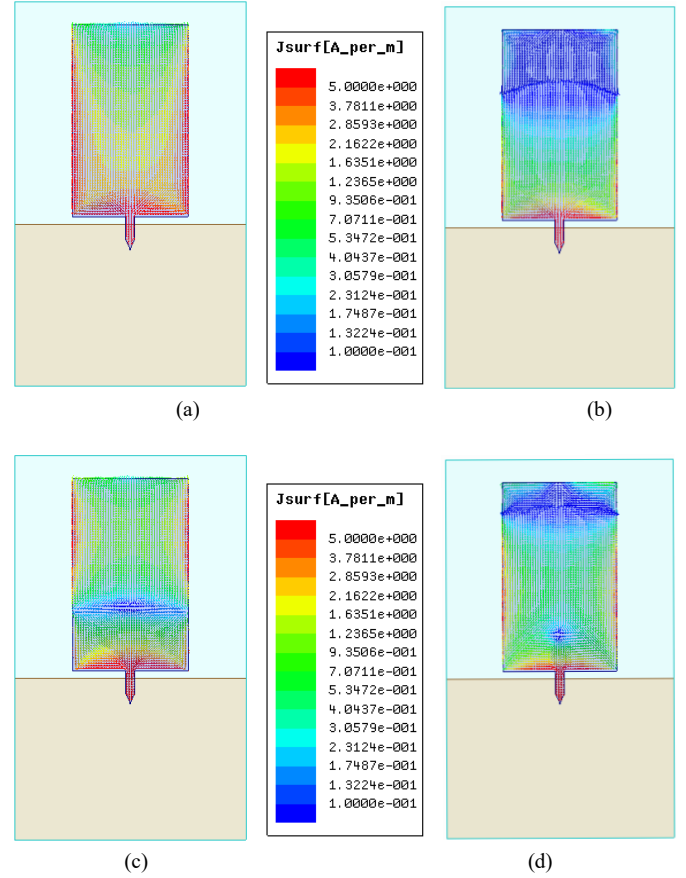 Jsurf[A_per_m]
5.0000e+000
3.7811e+000
2.8593e+000
2.1622e+000
1.6351e+000
1.2365e+000
9.3506e-001
7.0711e-001
5.3472e-001
4.0437e-001
3.0579e-001
2.3124e-001
1.7487e-001
1.3224e-001
1.0000e-001
(a)
(b)
Jsurf[A_per_m]
5.0000e+000
3.7811e+000
2.8593e+000
2.1622e+000
1.6351e+000
1.2365e+000
9.3506e-001
7.0711e-001
5.3472e-001
4.0437e-001
3.0579e-001
2.3124e-001
1.7487e-001
1.3224e-001
1.0000e-001
(c)
(d)